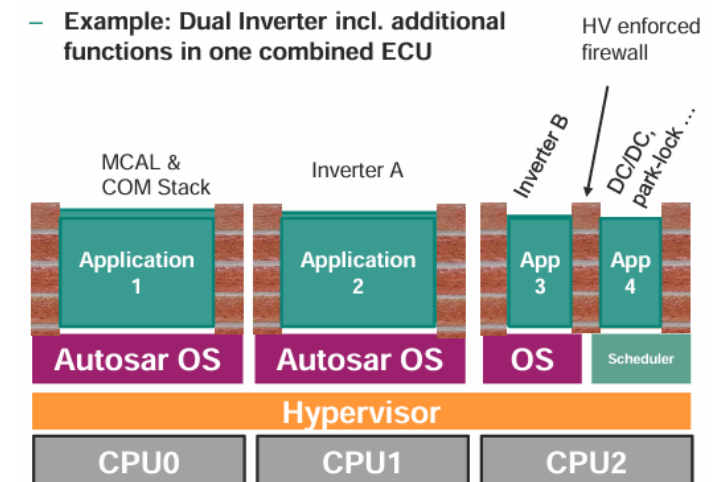 – Example: Dual Inverter incl. additional
functions in one combined ECU
HV enforced
firewall
MCAL &
COM Stack
Inverter A
Inverter B
DC/DC,
park-lock ...
Application
1
Application
2
App
3
App
4
Autosar OS
Autosar OS
OS
Scheduler
Hypervisor
CPU0
CPU1
CPU2